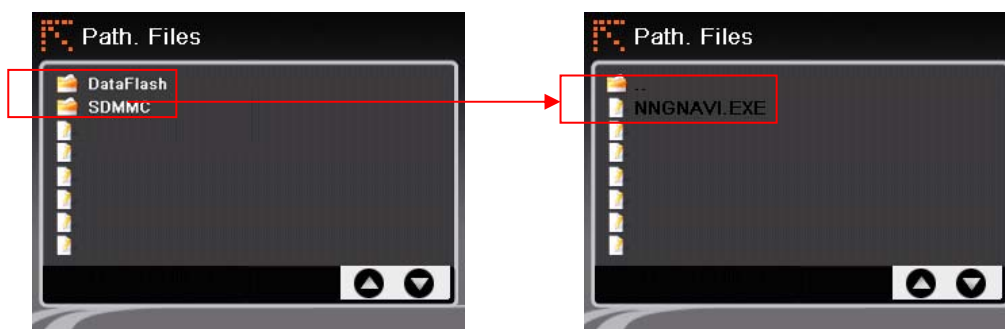 Path. Files
DataFlash
SDMMC
Path. Files
..
NNGNAVI.EXE